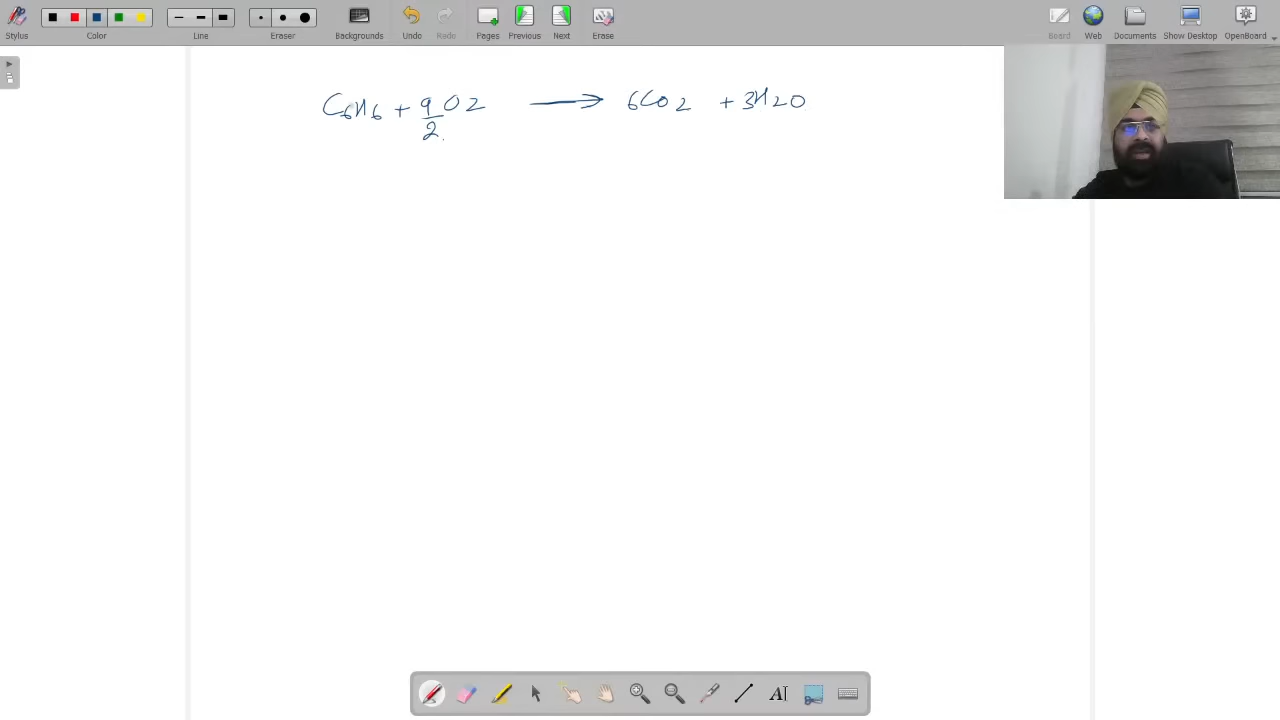 Stylus Color Line Eraser Backgrounds Undo Redo Pages Previous Next Erase Board Web Documents Show Desktop OpenBoard
C6H6 + 9/2 O2 ⟶ 6CO2 + 3H2O
AI